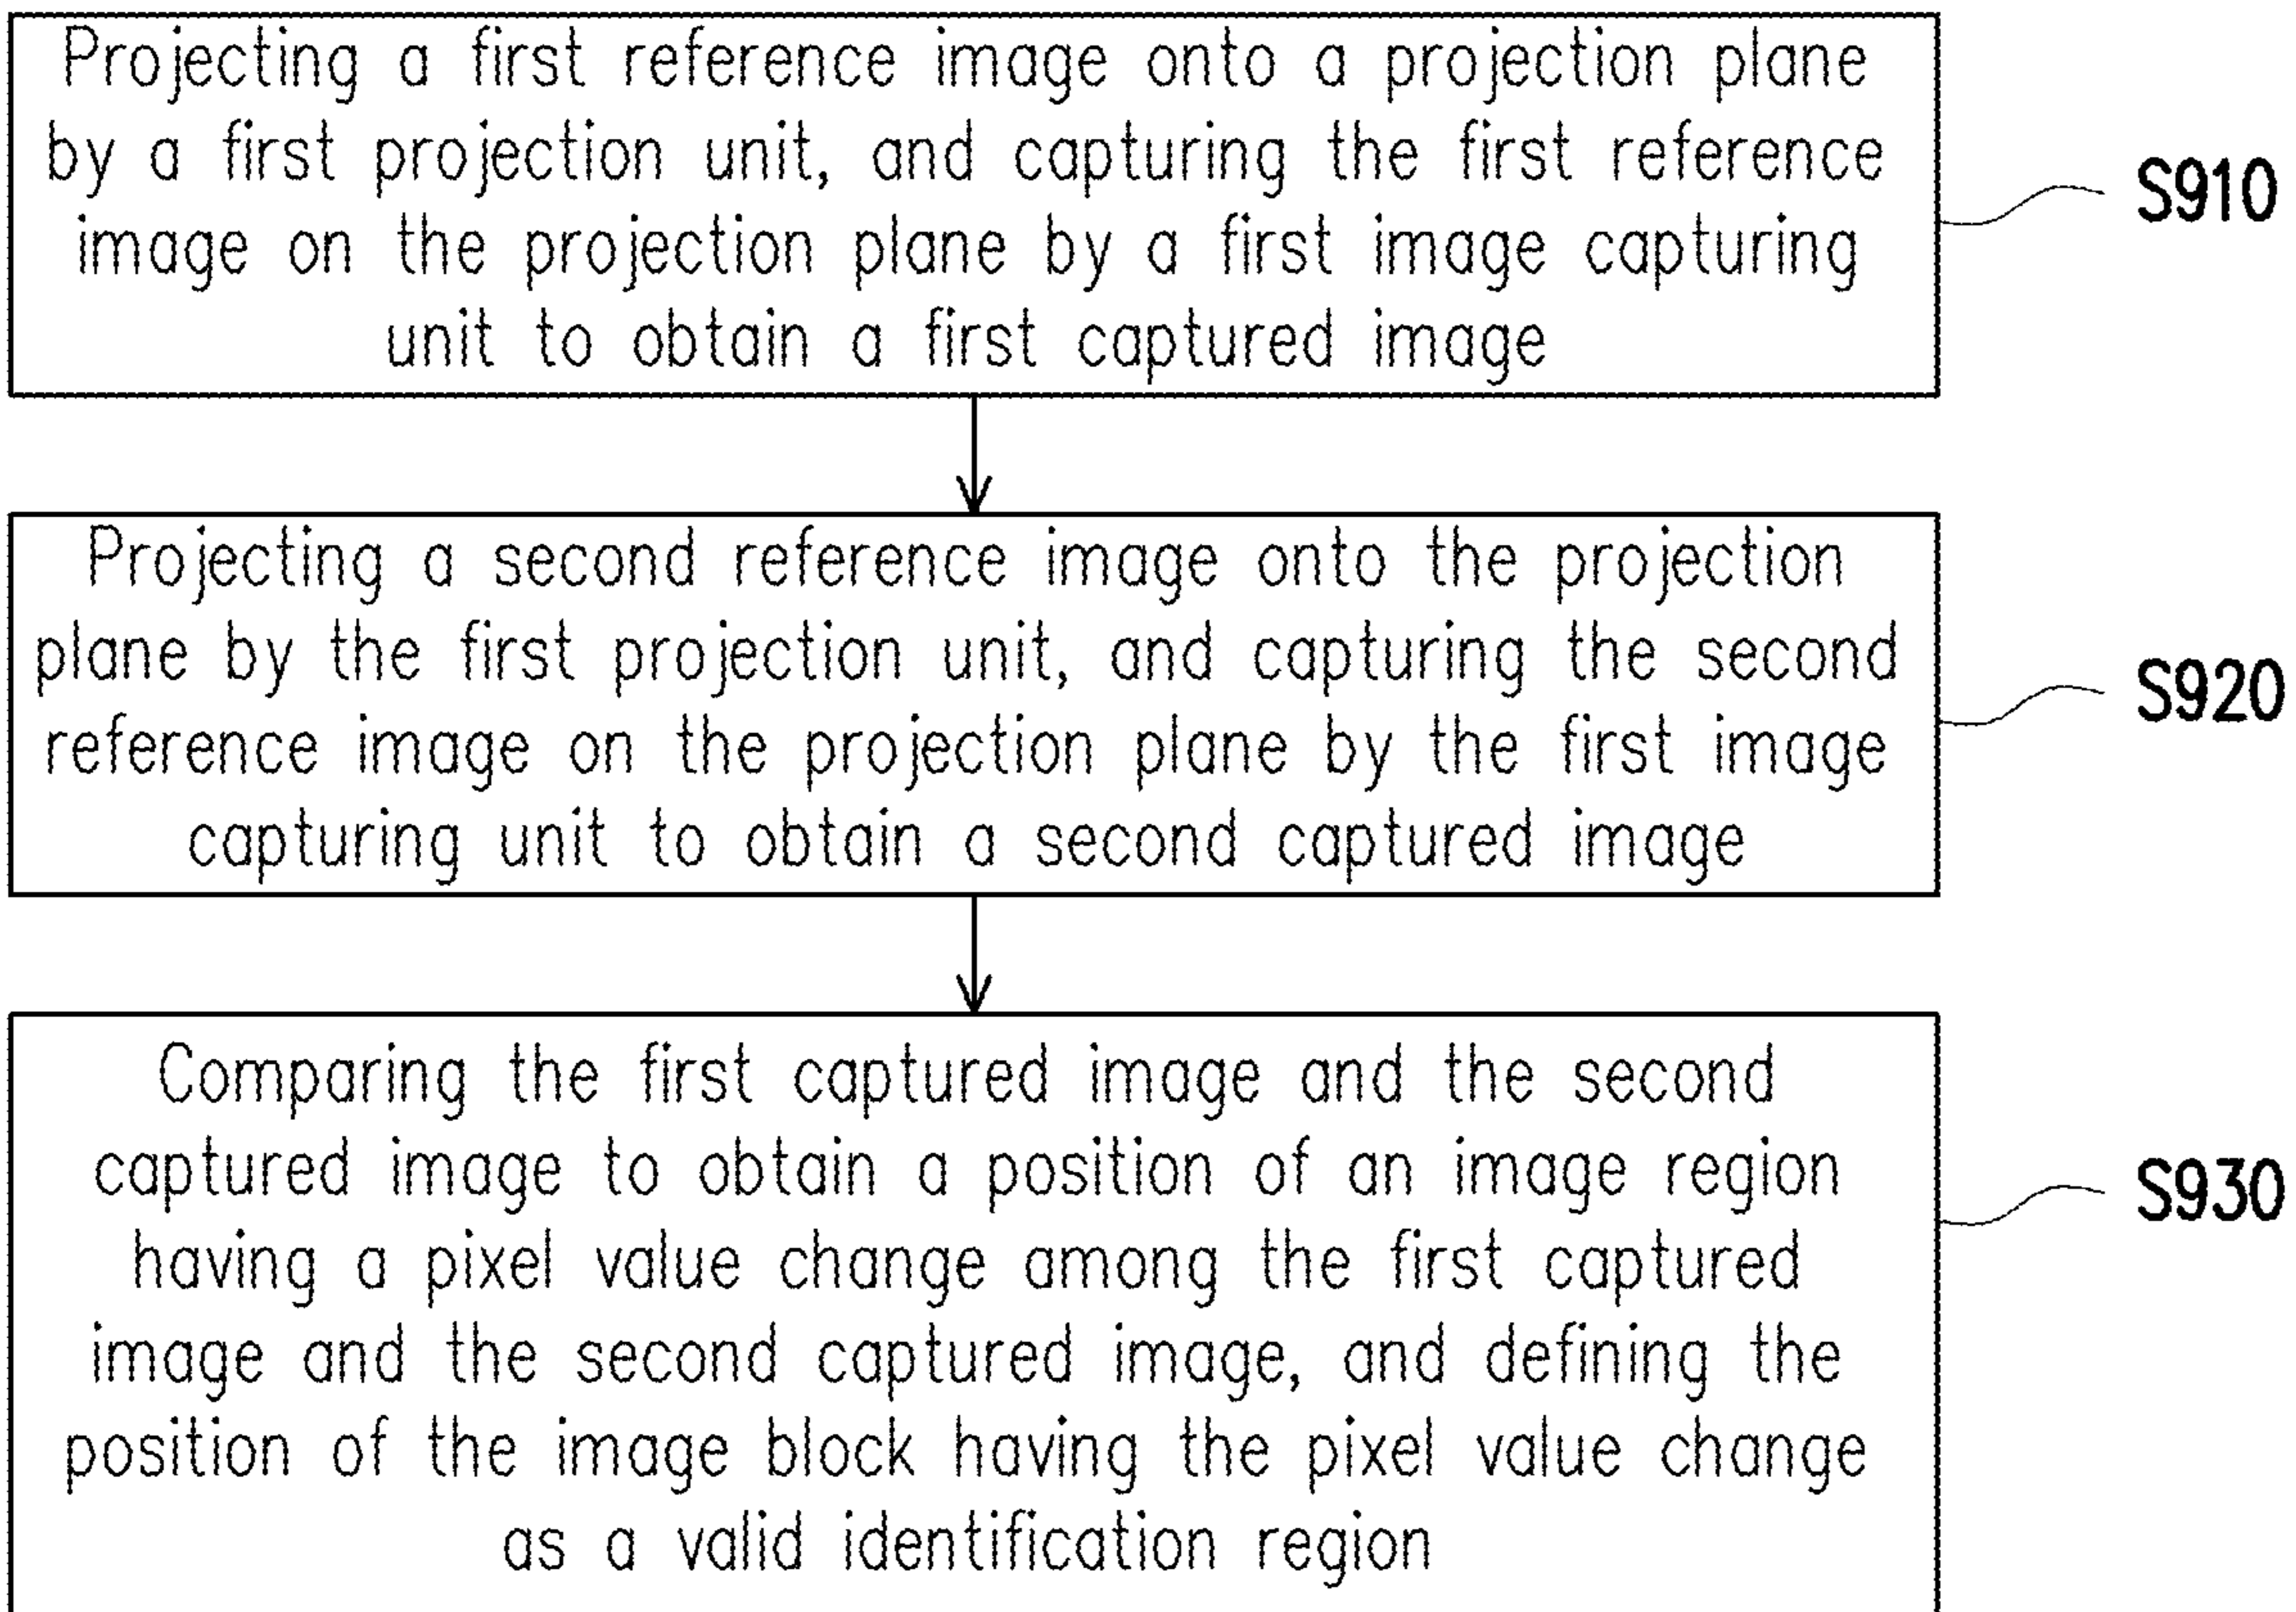 Projecting a first reference image onto a projection plane
by a first projection unit, and capturing the first reference
image on the projection plane by a first image capturing
unit to obtain a first captured image
S910
Projecting a second reference image onto the projection
plane by the first projection unit, and capturing the second
reference image on the projection plane by the first image
capturing unit to obtain a second captured image
S920
Comparing the first captured image and the second
captured image to obtain a position of an image region
having a pixel value change among the first captured
image and the second captured image, and defining the
position of the image block having the pixel value change
as a valid identification region
S930